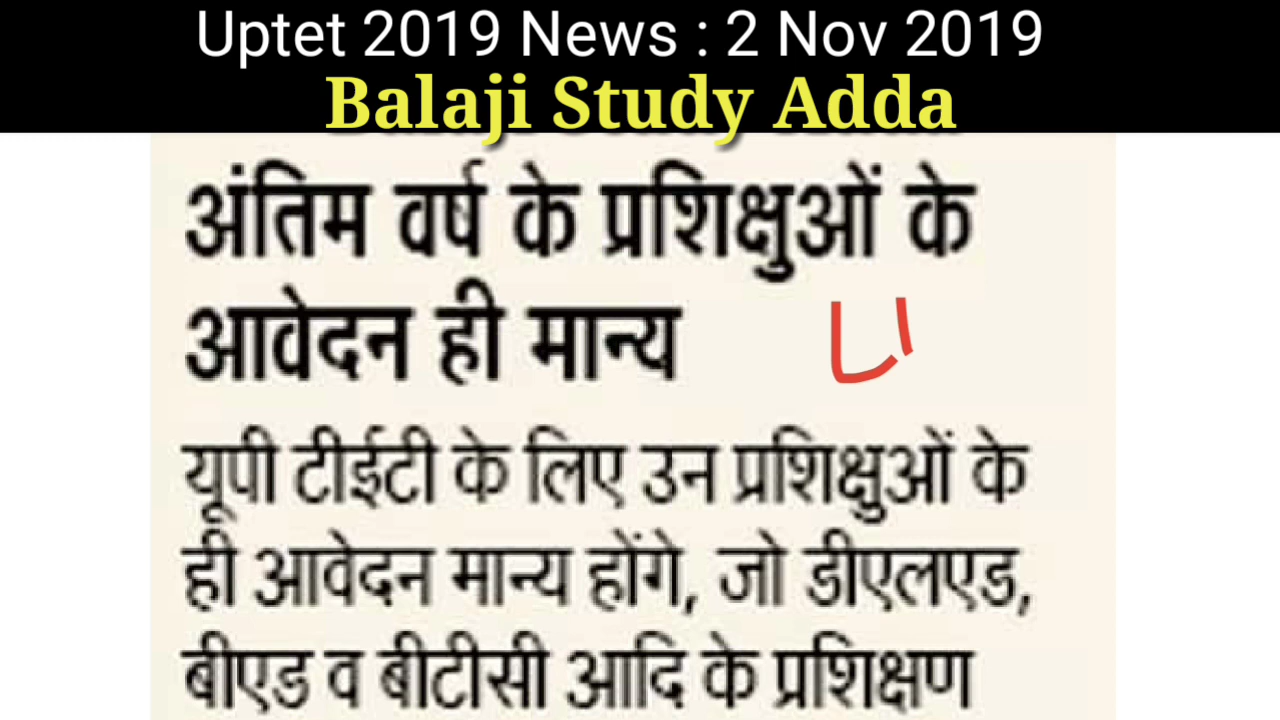 Uptet 2019 News : 2 Nov 2019
Balaji Study Adda
अंतिम वर्ष के प्रशिक्षुओं के
आवेदन ही मान्य
यूपी टीईटी के लिए उन प्रशिक्षुओं के
ही आवेदन मान्य होंगे, जो डीएलएड,
बीएड व बीटीसी आदि के प्रशिक्षण